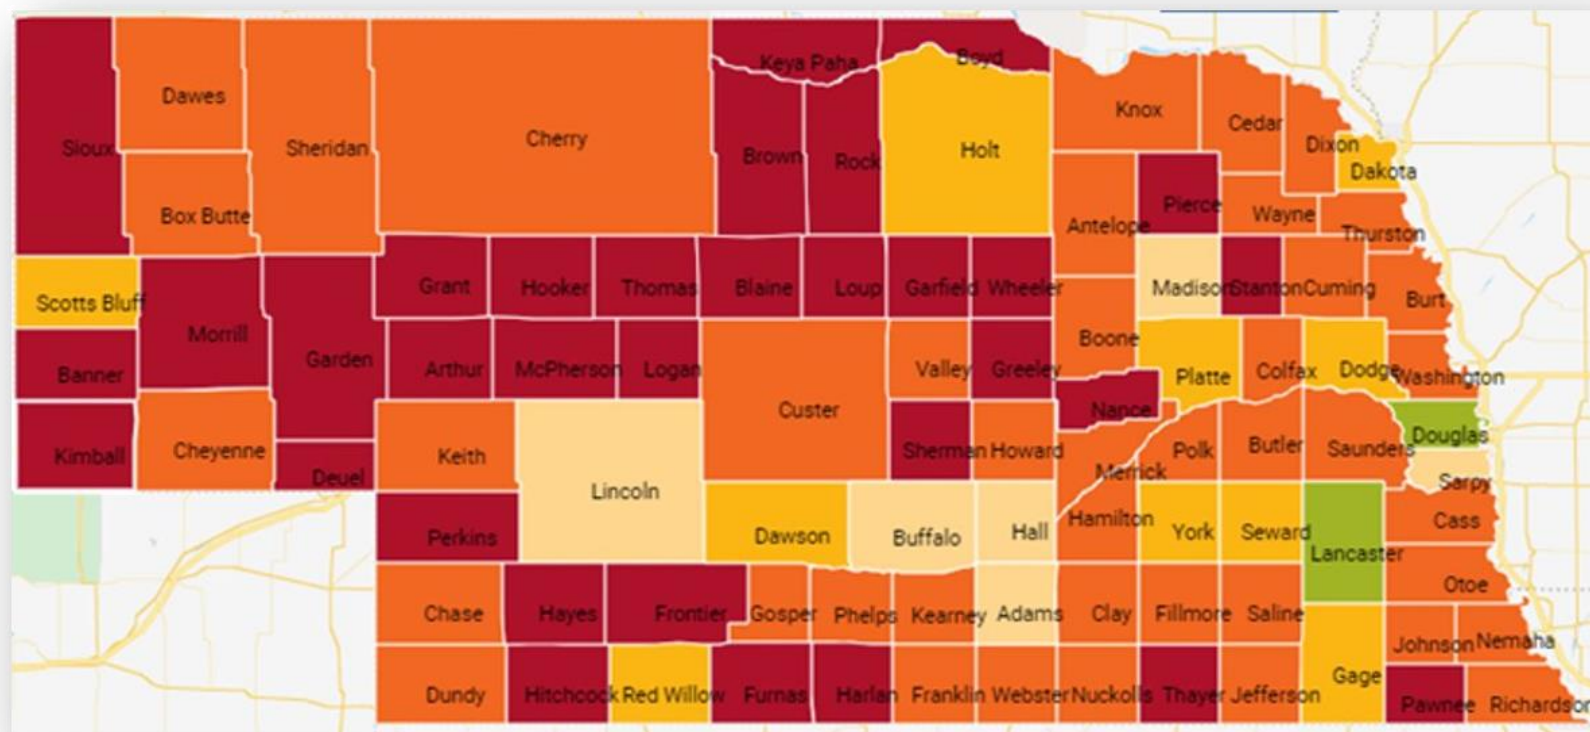 Keya Paha
Boyd
Dawes
Knox
Cedar
Cherry
Sioux
Sheridan
Brown
Rock
Holt
Dixon
Dakota
Box Butte
Antelope
Pierce
Wayne
Thurston
Scotts Bluff
Grant
Hooker
Thomas
Blaine
Loup
Garfield
Wheeler
Madison
Stanton
Cuming
Burt
Morrill
Garden
Boone
Banner
Arthur
McPherson
Logan
Valley
Greeley
Platte
Colfax
Dodge
Washington
Custer
Nance
Kimball
Cheyenne
Deuel
Keith
Sherman
Howard
Merrick
Polk
Butler
Saunders
Douglas
Lincoln
Sarpy
Perkins
Dawson
Buffalo
Hall
Hamilton
York
Seward
Lancaster
Cass
Otoe
Chase
Hayes
Frontier
Gosper
Phelps
Kearney
Adams
Clay
Fillmore
Saline
Johnson
Nemaha
Dundy
Hitchcock
Red Willow
Furnas
Harlan
Franklin
Webster
Nuckolls
Thayer
Jefferson
Gage
Pawnee
Richardson